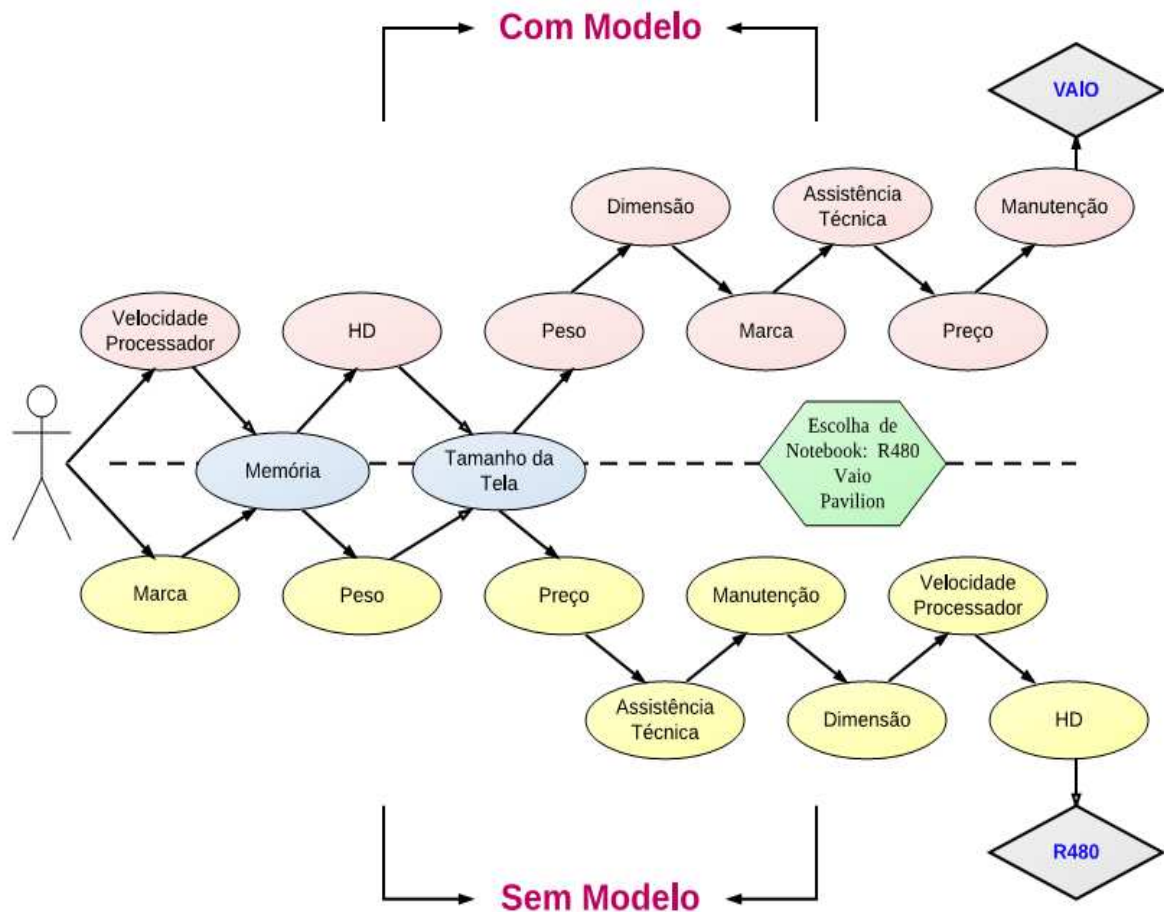 Com Modelo
VAIO
Dimensão
Assistência
Técnica
Manutenção
Velocidade
Processador
HD
Peso
Marca
Preço
Memória
Tamanho da
Tela
Escolha de
Notebook: R480
Vaio
Pavilion
Marca
Peso
Preço
Manutenção
Velocidade
Processador
Assistência
Técnica
Dimensão
HD
R480
Sem Modelo